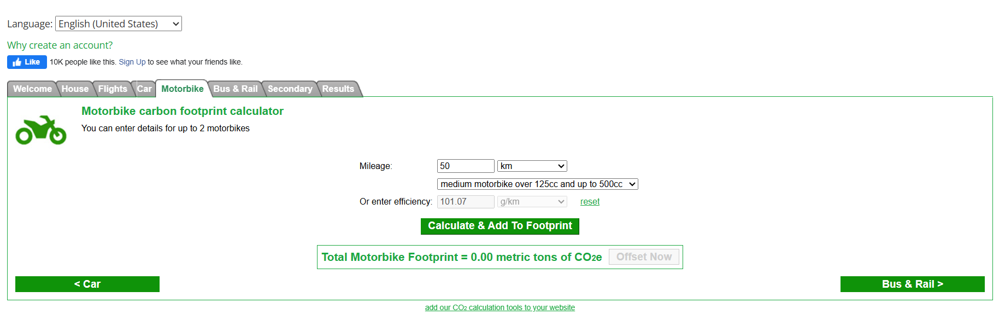 Language: English (United States)
Why create an account?
Like 10K people like this. Sign Up to see what your friends like.
Welcome House Flights Car Motorbike Bus & Rail Secondary Results
Motorbike carbon footprint calculator
You can enter details for up to 2 motorbikes
Mileage: 50 km
medium motorbike over 125cc and up to 500cc
Or enter efficiency: 101.07 g/km reset
Calculate & Add To Footprint
Total Motorbike Footprint = 0.00 metric tons of CO2e Offset Now
< Car Bus & Rail >
add our CO2 calculation tools to your website